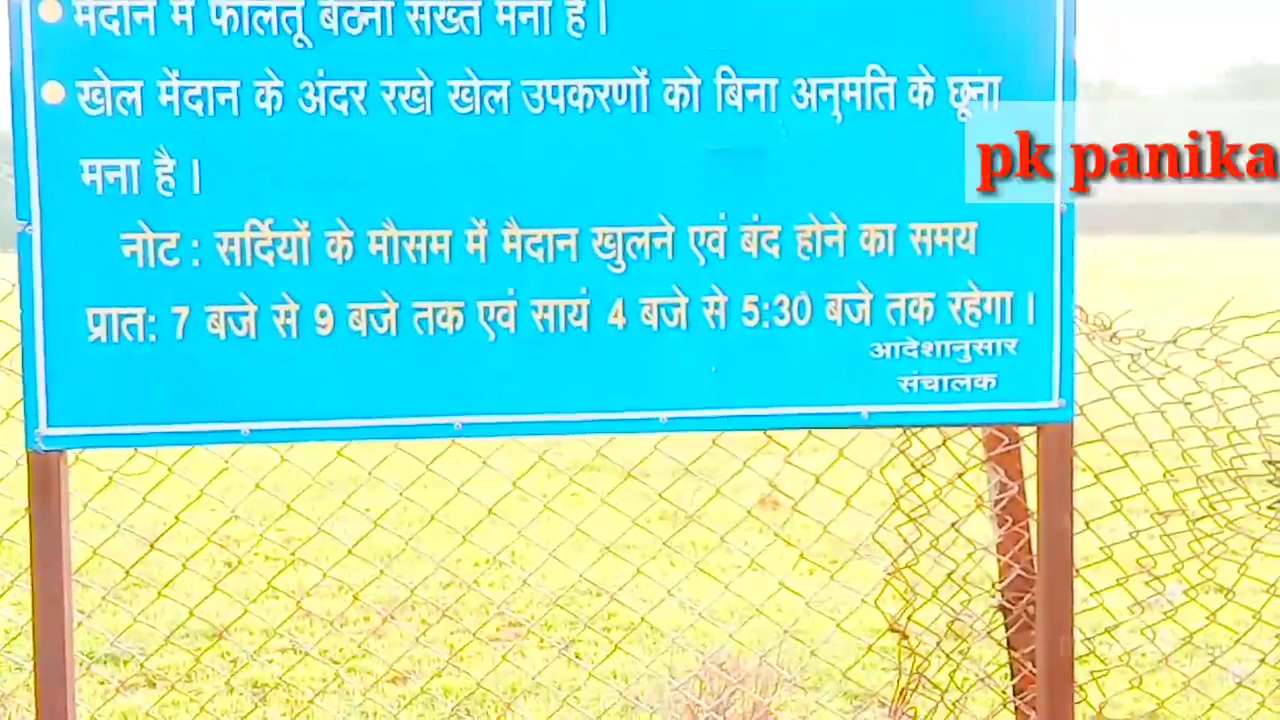 • मैदान में फालतू बैठना सख्त मना है।
• खेल मेंदान के अंदर रखे खेल उपकरणों को बिना अनुमति के छूना
मना है।
pk panika
नोट : सर्दियों के मौसम में मैदान खुलने एवं बंद होने का समय
प्रात: 7 बजे से 9 बजे तक एवं सायं 4 बजे से 5:30 बजे तक रहेगा।
आदेशानुसार
संचालक